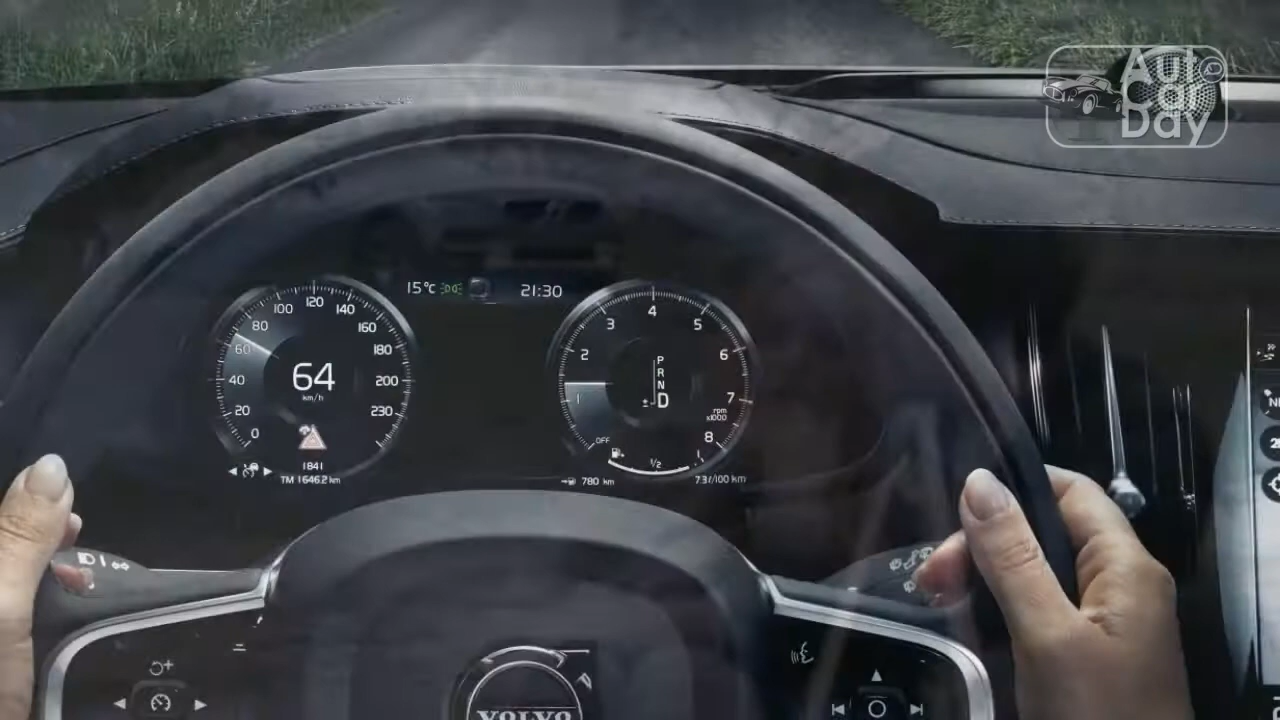 Auto
Car
Day
15°C
21:30
0
20
40
60
80
100
120
140
160
180
200
230
64
km/h
1841
TM 1646.2 km
OFF
1
2
3
4
5
6
7
8
rpm
x1000
P
R
N
D
1/2
780 km
7.3 l/100 km
VOLVO